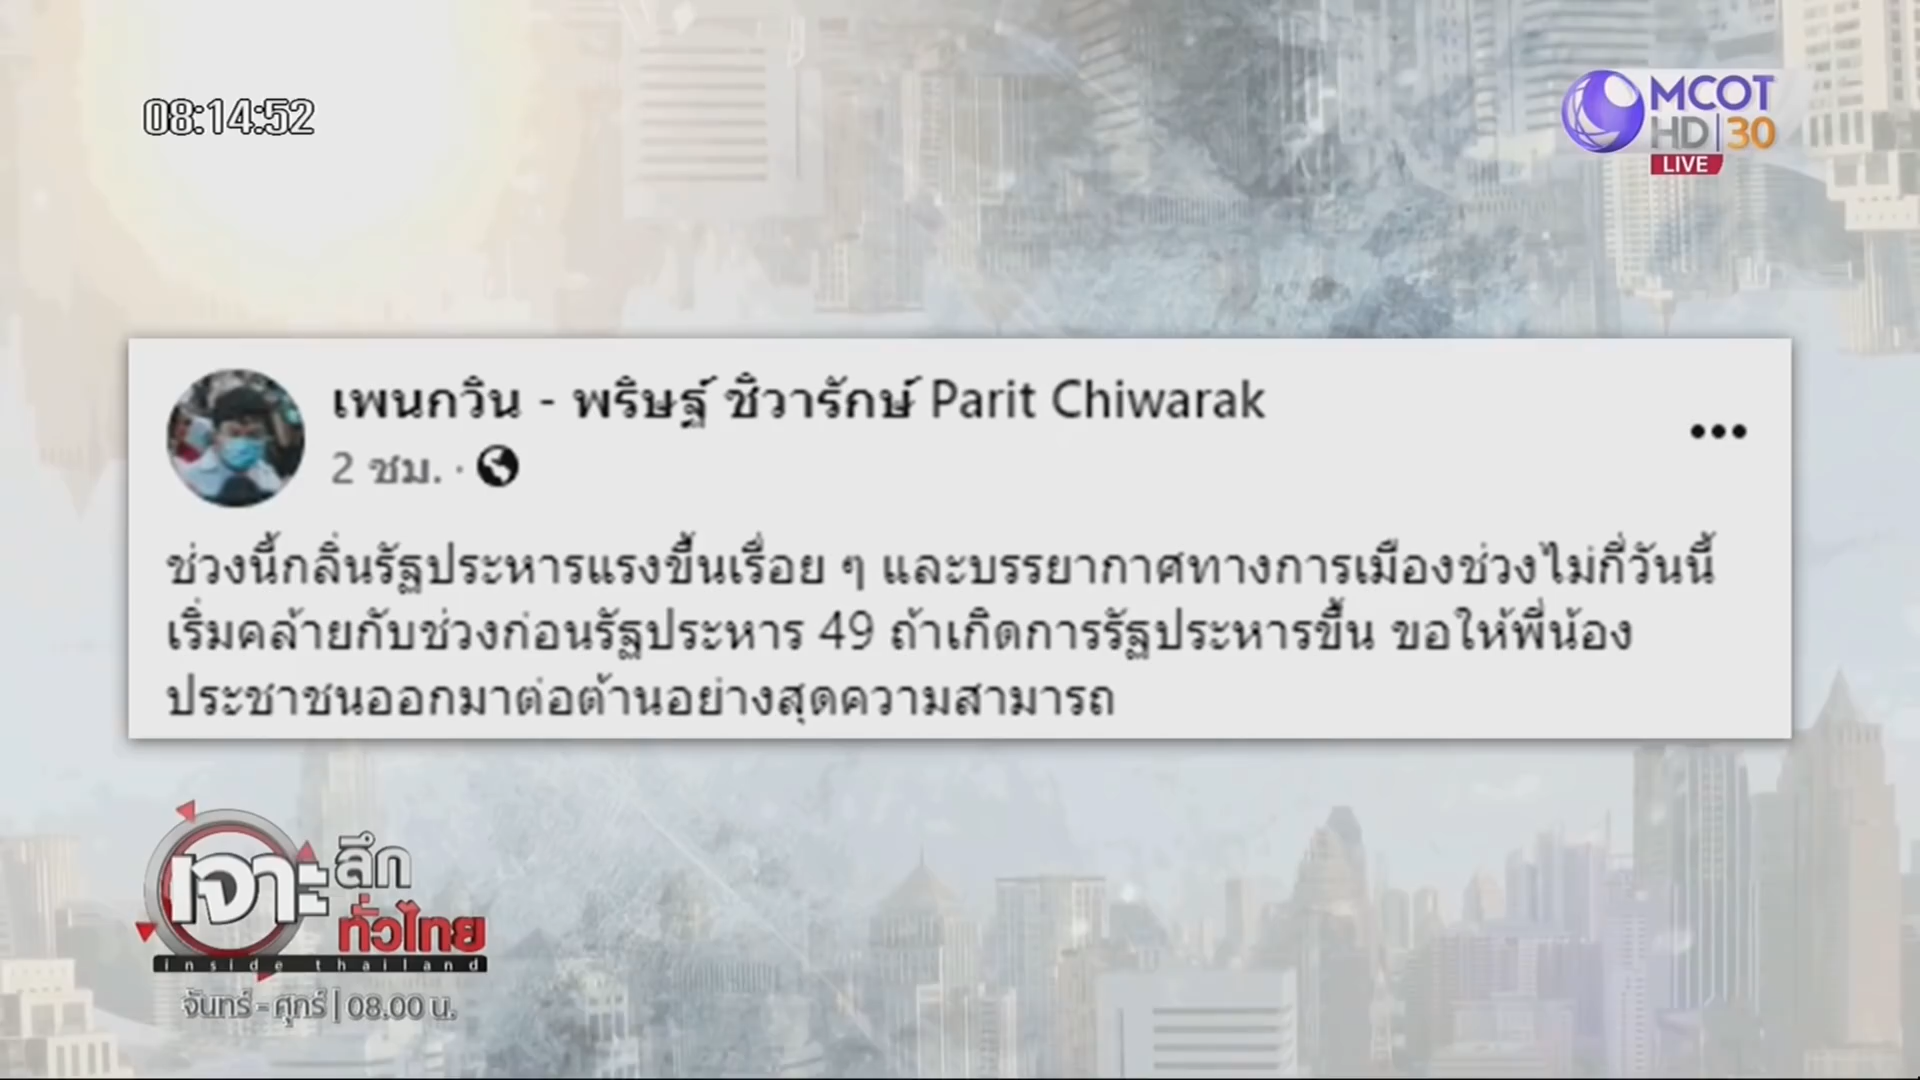 08:14:52
MCOT
HD 30
LIVE
เพนกวิน - พริษฐ์ ชิวารักษ์ Parit Chiwarak
2 ชม. ·
ช่วงนี้กลิ่นรัฐประหารแรงขึ้นเรื่อย ๆ และบรรยากาศทางการเมืองช่วงไม่กี่วันนี้
เริ่มคล้ายกับช่วงก่อนรัฐประหาร 49 ถ้าเกิดการรัฐประหารขึ้น ขอให้พี่น้อง
ประชาชนออกมาต่อต้านอย่างสุดความสามารถ
เจาะลึก
ทั่วไทย
inside thailand
จันทร์ - ศุกร์ | 08.00 น.